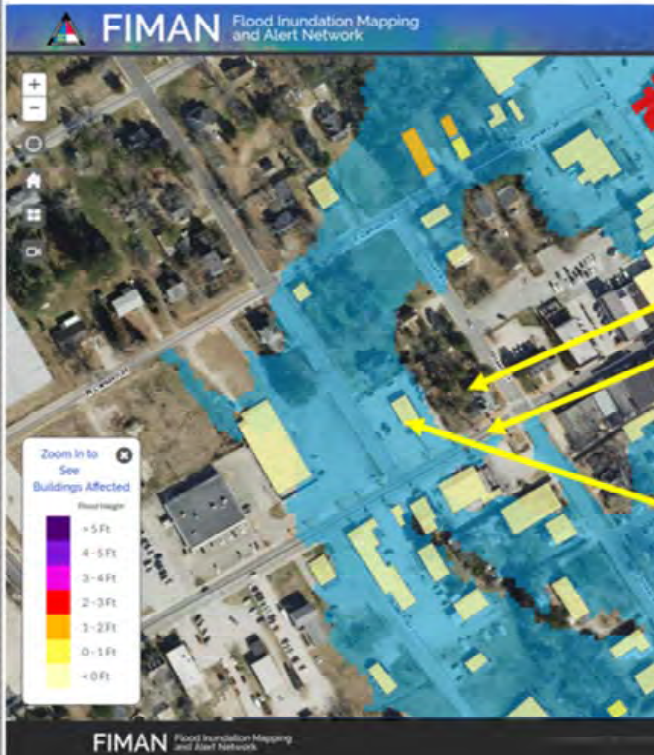 FIMAN
Flood Inundation Mapping
and Alert Network
+
−
Zoom In to
See
Buildings Affected
> 5 Ft
4 - 5 Ft
3 - 4 Ft
2 - 3 Ft
1 - 2 Ft
0 - 1 Ft
< 0 Ft
FIMAN
Flood Inundation Mapping
and Alert Network